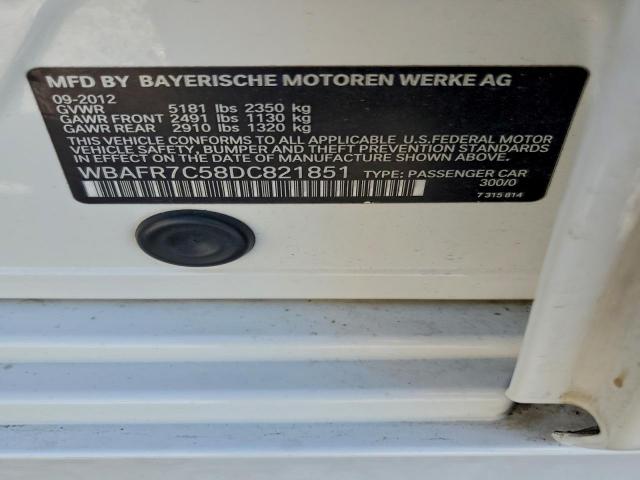 MFD BY BAYERISCHE MOTOREN WERKE AG
09-2012
GVWR 5181 lbs 2350 kg
GAWR FRONT 2491 lbs 1130 kg
GAWR REAR 2910 lbs 1320 kg
THIS VEHICLE CONFORMS TO ALL APPLICABLE U.S.FEDERAL MOTOR
VEHICLE SAFETY, BUMPER AND THEFT PREVENTION STANDARDS
IN EFFECT ON THE DATE OF MANUFACTURE SHOWN ABOVE.
WBAFR7C58DC821851 TYPE: PASSENGER CAR
300/0
7 315 814